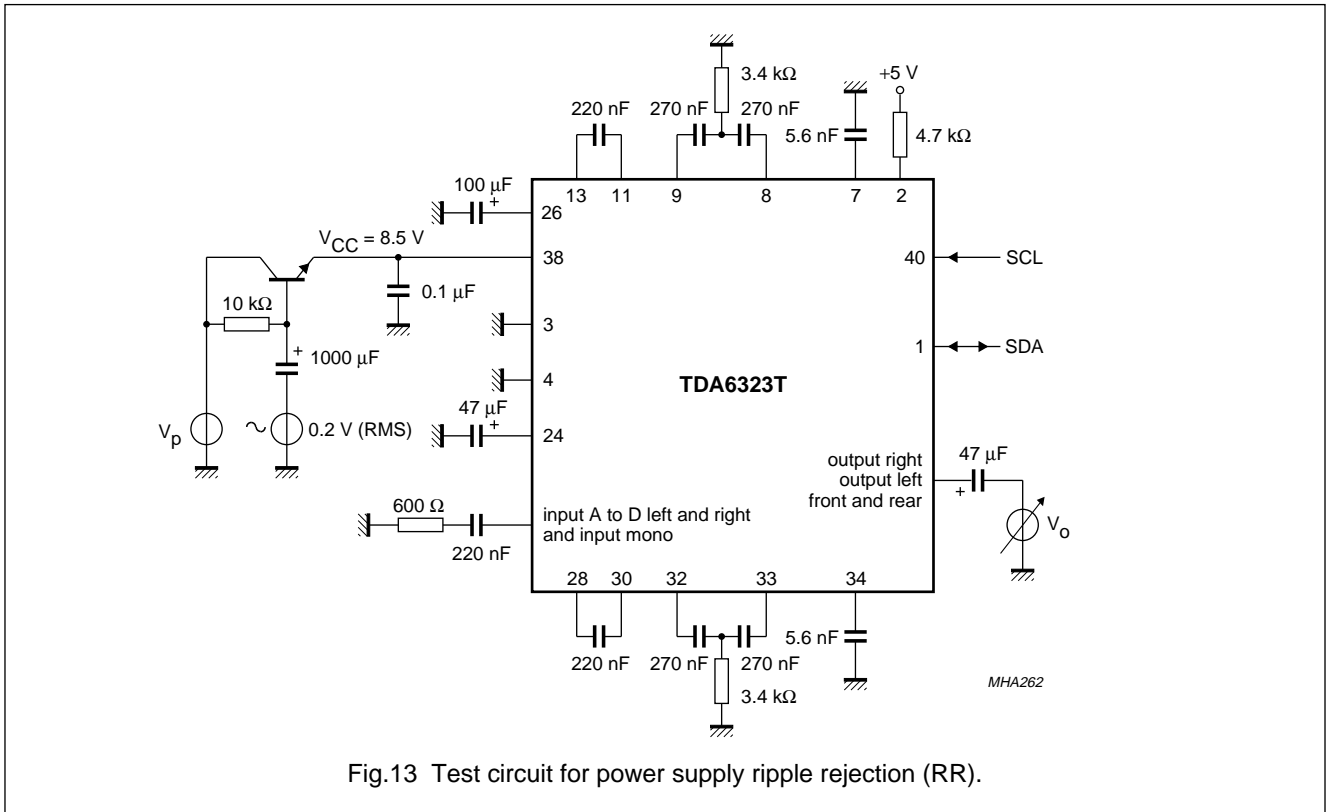 3.4 kΩ
+5 V
220 nF
270 nF
270 nF
5.6 nF
4.7 kΩ
13
11
9
8
7
2
100 μF
+
26
VCC = 8.5 V
38
40
SCL
0.1 μF
10 kΩ
3
+
1000 μF
1
SDA
4
TDA6323T
47 μF
+
24
Vp
0.2 V (RMS)
output right
output left
front and rear
47 μF
+
Vo
600 Ω
220 nF
input A to D left and right
and input mono
28
30
32
33
34
220 nF
270 nF
270 nF
5.6 nF
3.4 kΩ
MHA262
Fig.13 Test circuit for power supply ripple rejection (RR).